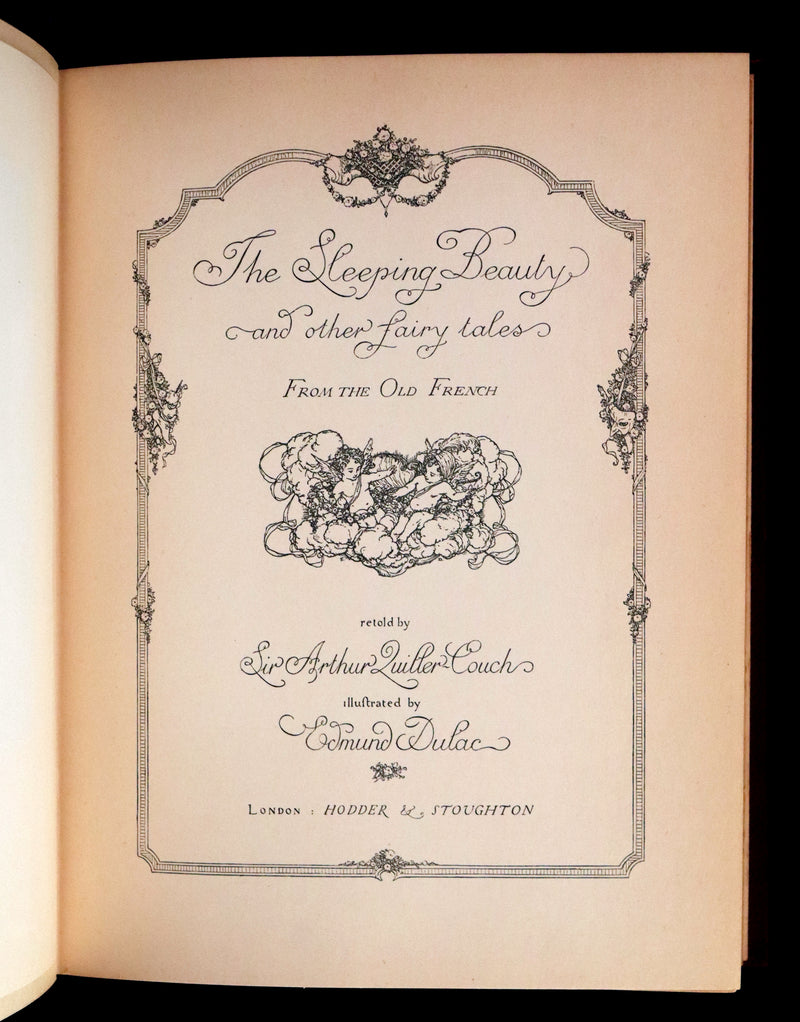 The Sleeping Beauty
and other fairy tales
FROM THE OLD FRENCH
retold by
Sir Arthur Quiller-Couch
illustrated by
Edmund Dulac
LONDON : HODDER & STOUGHTON